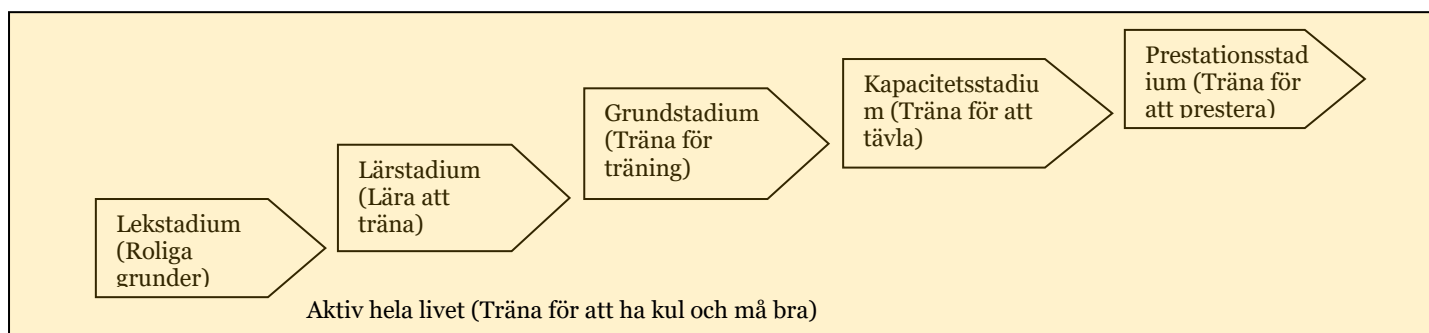 Lekstadium
(Roliga
grunder)
Lärstadium
(Lära att
träna)
Grundstadium
(Träna för
träning)
Kapacitetsstadiu
m (Träna för att
tävla)
Prestationsstad
ium (Träna för
att prestera)
Aktiv hela livet (Träna för att ha kul och må bra)